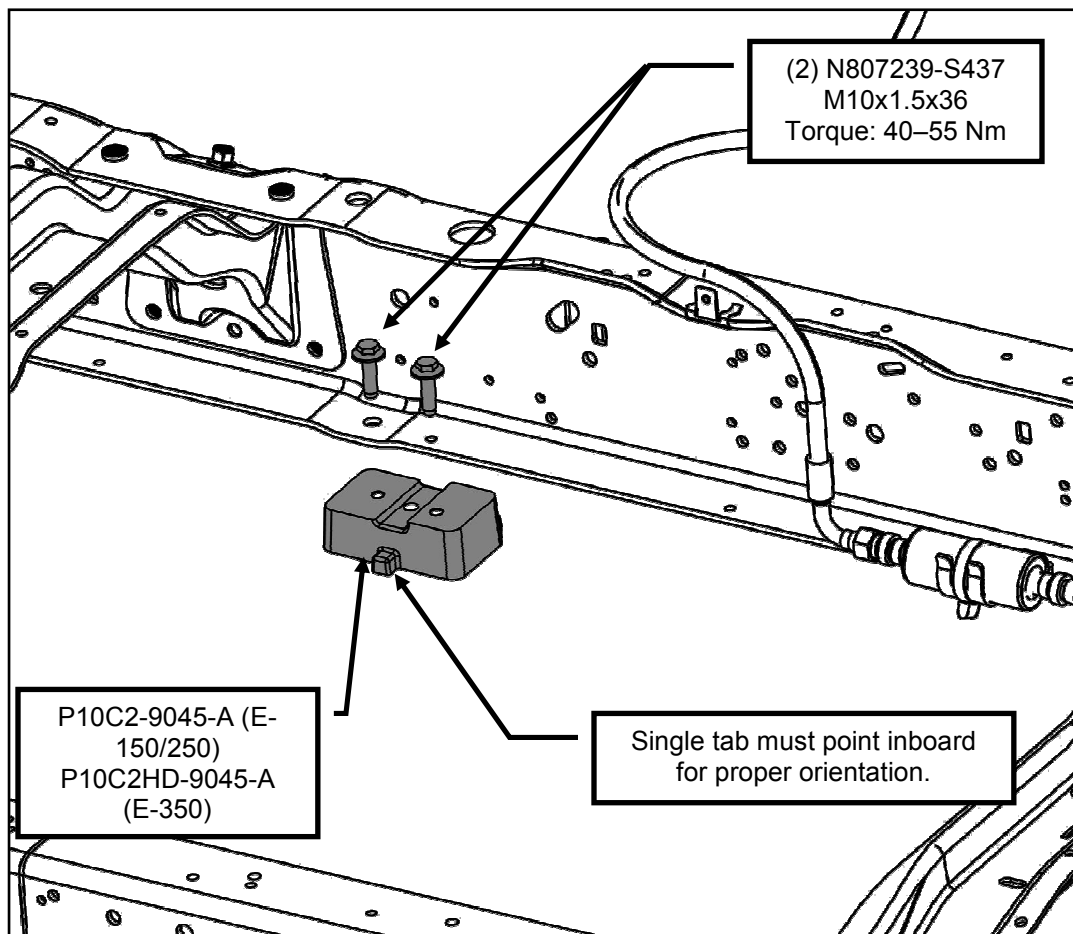 (2) N807239-S437
M10x1.5x36
Torque: 40–55 Nm
P10C2-9045-A (E-
150/250)
P10C2HD-9045-A
(E-350)
Single tab must point inboard
for proper orientation.